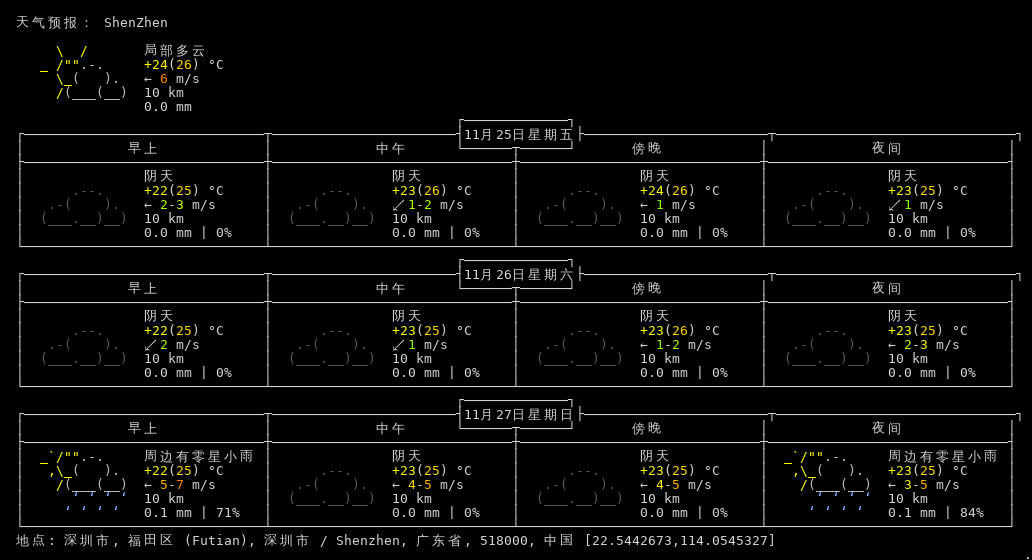 天气预报： ShenZhen
局部多云
+24(26) °C
← 6 m/s
10 km
0.0 mm
11月25日星期五
早上 中午 傍晚 夜间
阴天 阴天 阴天 阴天
+22(25) °C +23(26) °C +24(26) °C +23(25) °C
← 2-3 m/s ↙ 1-2 m/s ← 1 m/s ↙ 1 m/s
10 km 10 km 10 km 10 km
0.0 mm | 0% 0.0 mm | 0% 0.0 mm | 0% 0.0 mm | 0%
11月26日星期六
早上 中午 傍晚 夜间
阴天 阴天 阴天 阴天
+22(25) °C +23(25) °C +23(26) °C +23(25) °C
↙ 2 m/s ↙ 1 m/s ← 1-2 m/s ← 2-3 m/s
10 km 10 km 10 km 10 km
0.0 mm | 0% 0.0 mm | 0% 0.0 mm | 0% 0.0 mm | 0%
11月27日星期日
早上 中午 傍晚 夜间
周边有零星小雨 阴天 阴天 周边有零星小雨
+22(25) °C +23(25) °C +23(25) °C +23(25) °C
← 5-7 m/s ← 4-5 m/s ← 4-5 m/s ← 3-5 m/s
10 km 10 km 10 km 10 km
0.1 mm | 71% 0.0 mm | 0% 0.0 mm | 0% 0.1 mm | 84%
地点: 深圳市, 福田区 (Futian), 深圳市 / Shenzhen, 广东省, 518000, 中国 [22.5442673,114.0545327]